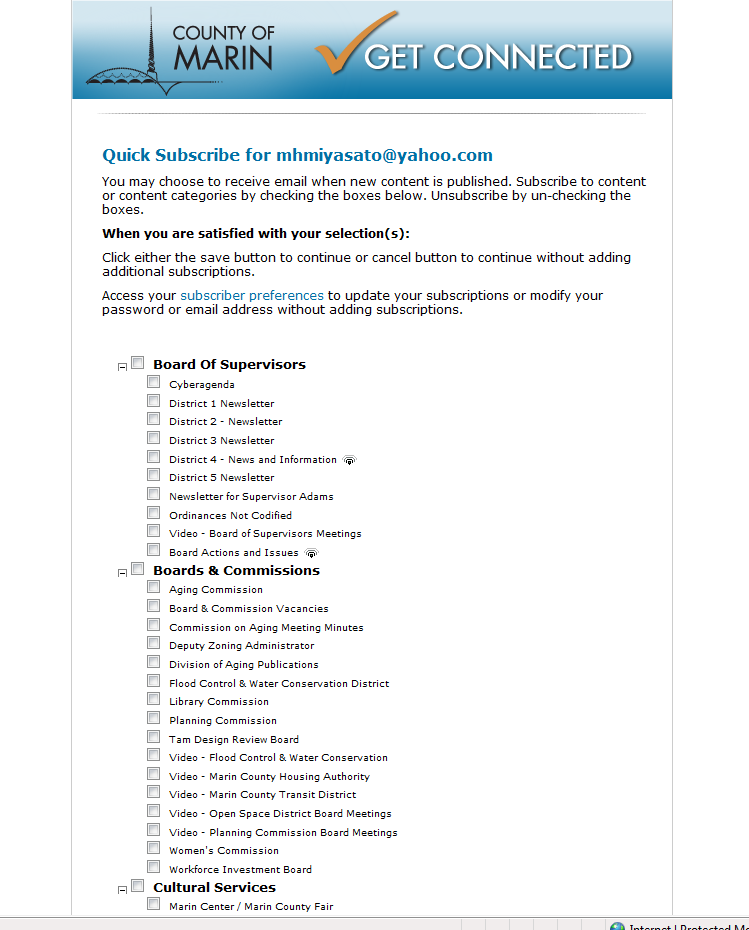 COUNTY OF
MARIN
GET CONNECTED
Quick Subscribe for mhmiyasato@yahoo.com
You may choose to receive email when new content is published. Subscribe to content
or content categories by checking the boxes below. Unsubscribe by un-checking the
boxes.
When you are satisfied with your selection(s):
Click either the save button to continue or cancel button to continue without adding
additional subscriptions.
Access your subscriber preferences to update your subscriptions or modify your
password or email address without adding subscriptions.
Board Of Supervisors
Cyberagenda
District 1 Newsletter
District 2 - Newsletter
District 3 Newsletter
District 4 - News and Information
District 5 Newsletter
Newsletter for Supervisor Adams
Ordinances Not Codified
Video - Board of Supervisors Meetings
Board Actions and Issues
Boards & Commissions
Aging Commission
Board & Commission Vacancies
Commission on Aging Meeting Minutes
Deputy Zoning Administrator
Division of Aging Publications
Flood Control & Water Conservation District
Library Commission
Planning Commission
Tam Design Review Board
Video - Flood Control & Water Conservation
Video - Marin County Housing Authority
Video - Marin County Transit District
Video - Open Space District Board Meetings
Video - Planning Commission Board Meetings
Women's Commission
Workforce Investment Board
Cultural Services
Marin Center / Marin County Fair
Internet | Protected